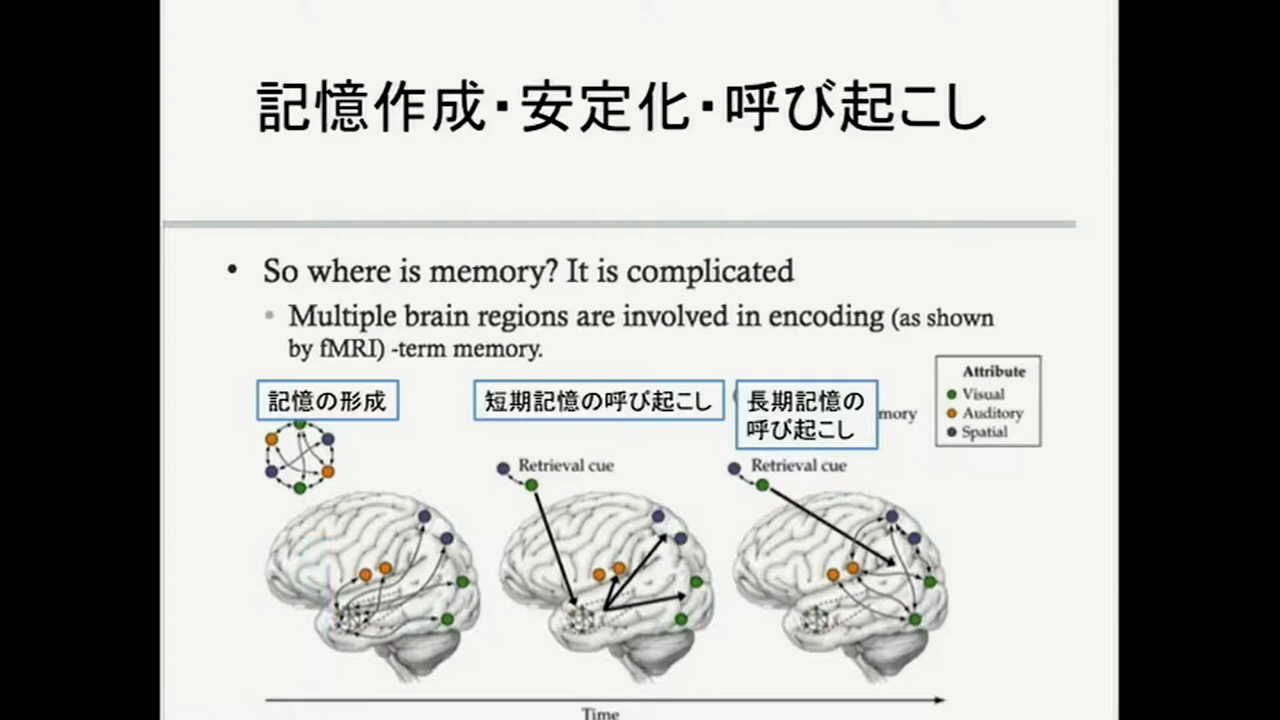 記憶作成・安定化・呼び起こし
• So where is memory? It is complicated
• Multiple brain regions are involved in encoding (as shown
by fMRI) -term memory.
記憶の形成
短期記憶の呼び起こし
長期記憶の
呼び起こし
mory
Attribute
Visual
Auditory
Spatial
Retrieval cue
Retrieval cue
Time